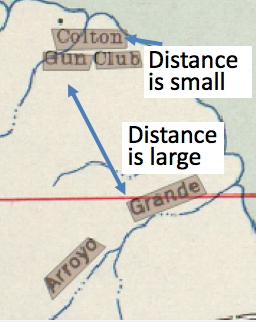 Colton
Gun Club
Distance
is small
Distance
is large
Grande
Arroyo